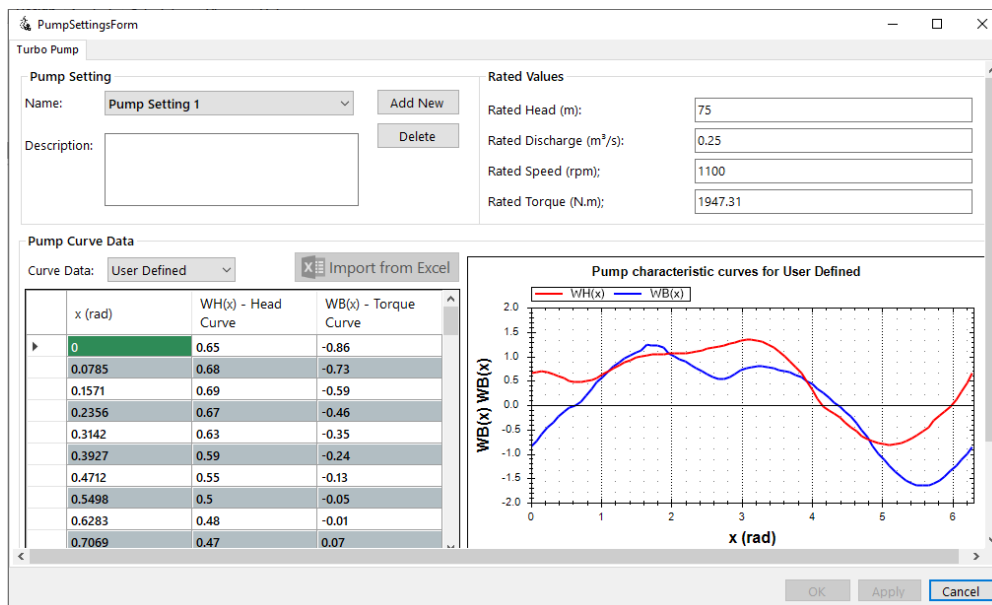 PumpSettingsForm
Turbo Pump
Pump Setting
Name: Pump Setting 1 Add New
Delete
Description:
Rated Values
Rated Head (m): 75
Rated Discharge (m³/s): 0.25
Rated Speed (rpm); 1100
Rated Torque (N.m); 1947.31
Pump Curve Data
Curve Data: User Defined Import from Excel
x (rad) WH(x) - Head Curve WB(x) - Torque Curve
0 0.65 -0.86
0.0785 0.68 -0.73
0.1571 0.69 -0.59
0.2356 0.67 -0.46
0.3142 0.63 -0.35
0.3927 0.59 -0.24
0.4712 0.55 -0.13
0.5498 0.5 -0.05
0.6283 0.48 -0.01
0.7069 0.47 0.07
Pump characteristic curves for User Defined
WH(x) WB(x)
2.0
1.5
1.0
0.5
0.0
-0.5
-1.0
-1.5
-2.0
WB(x) WB(x)
0 1 2 3 4 5 6
x (rad)
OK Apply Cancel